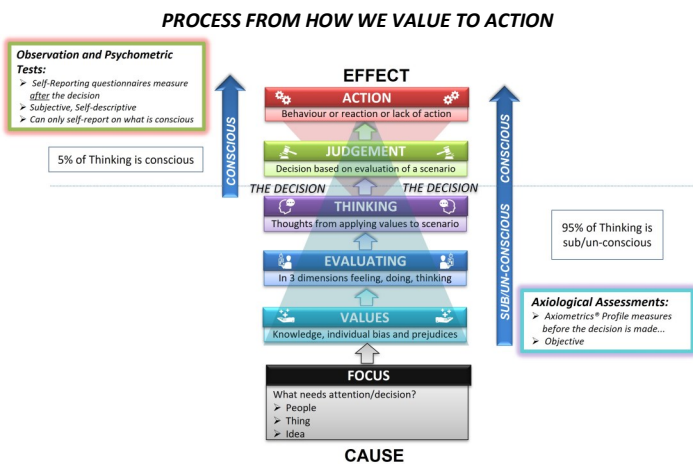 PROCESS FROM HOW WE VALUE TO ACTION
Observation and Psychometric
Tests:
➢ Self-Reporting questionnaires measure
after the decision
➢ Subjective, Self-descriptive
➢ Can only self-report on what is conscious
5% of Thinking is conscious
CONSCIOUS
EFFECT
ACTION
Behaviour or reaction or lack of action
JUDGEMENT
Decision based on evaluation of a scenario
THE DECISION THE DECISION
THINKING
Thoughts from applying values to scenario
EVALUATING
In 3 dimensions feeling, doing, thinking
VALUES
Knowledge, individual bias and prejudices
FOCUS
What needs attention/decision?
➢ People
➢ Thing
➢ Idea
CAUSE
CONSCIOUS
SUB/UN-CONSCIOUS
95% of Thinking is
sub/un-conscious
Axiological Assessments:
➢ Axiometrics® Profile measures
before the decision is made...
➢ Objective